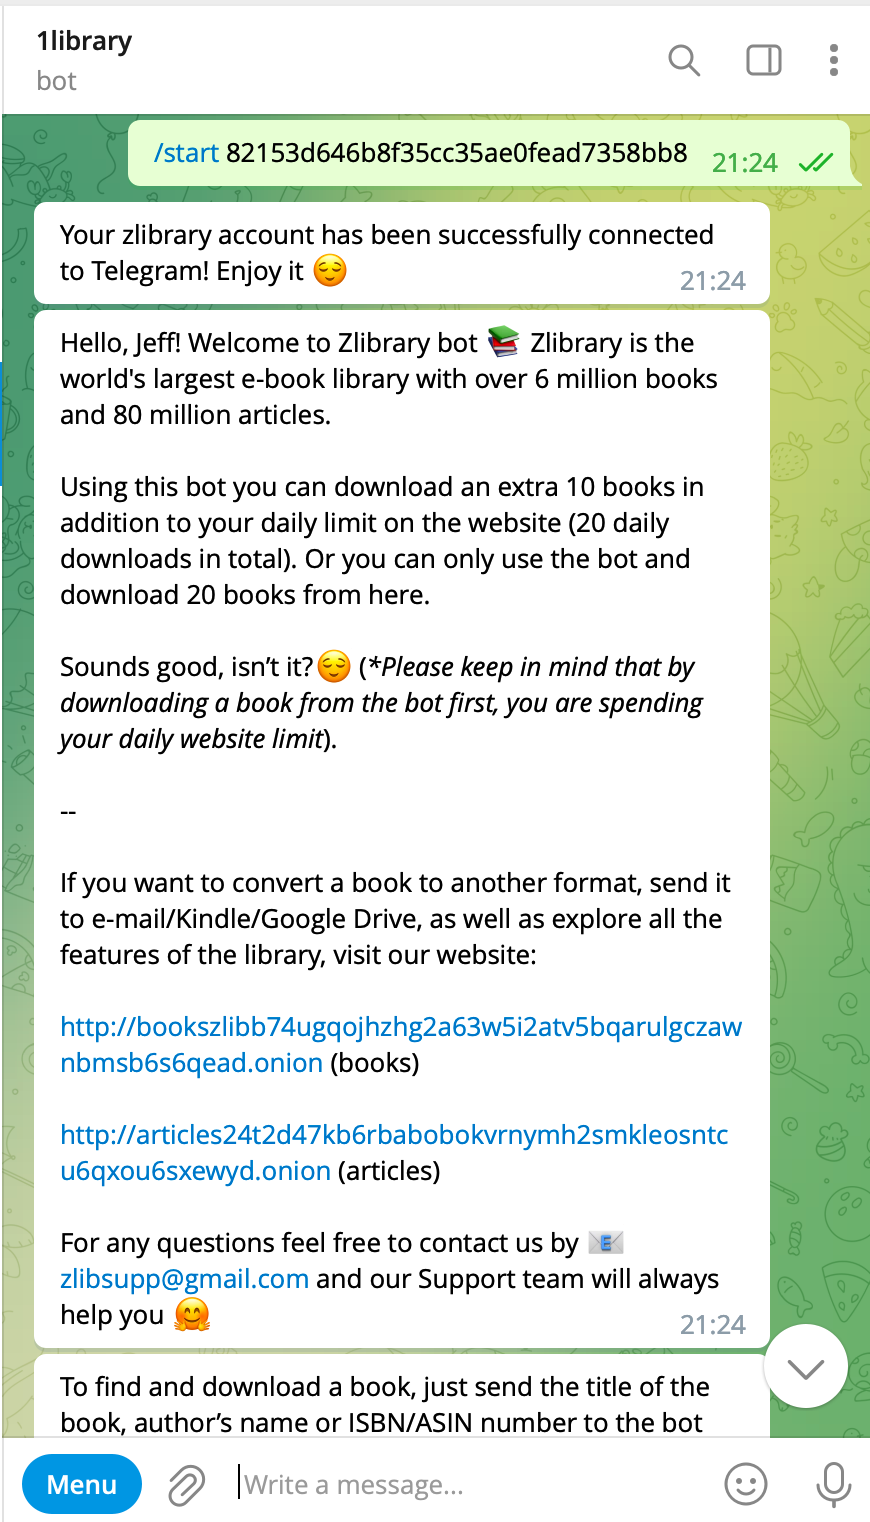 1library
bot
/start 82153d646b8f35cc35ae0fead7358bb8 21:24
Your zlibrary account has been successfully connected
to Telegram! Enjoy it 😌
21:24
Hello, Jeff! Welcome to Zlibrary bot 📚 Zlibrary is the
world's largest e-book library with over 6 million books
and 80 million articles.
Using this bot you can download an extra 10 books in
addition to your daily limit on the website (20 daily
downloads in total). Or you can only use the bot and
download 20 books from here.
Sounds good, isn’t it?😌 (*Please keep in mind that by
downloading a book from the bot first, you are spending
your daily website limit).
--
If you want to convert a book to another format, send it
to e-mail/Kindle/Google Drive, as well as explore all the
features of the library, visit our website:
http://bookszlibb74ugqojhzhg2a63w5i2atv5bqarulgczaw
nbmsb6s6qead.onion (books)
http://articles24t2d47kb6rbabobokvrnymh2smkleosntc
u6qxou6sxewyd.onion (articles)
For any questions feel free to contact us by 📧
zlibsupp@gmail.com and our Support team will always
help you 🤗
21:24
To find and download a book, just send the title of the
book, author’s name or ISBN/ASIN number to the bot
Menu
Write a message...